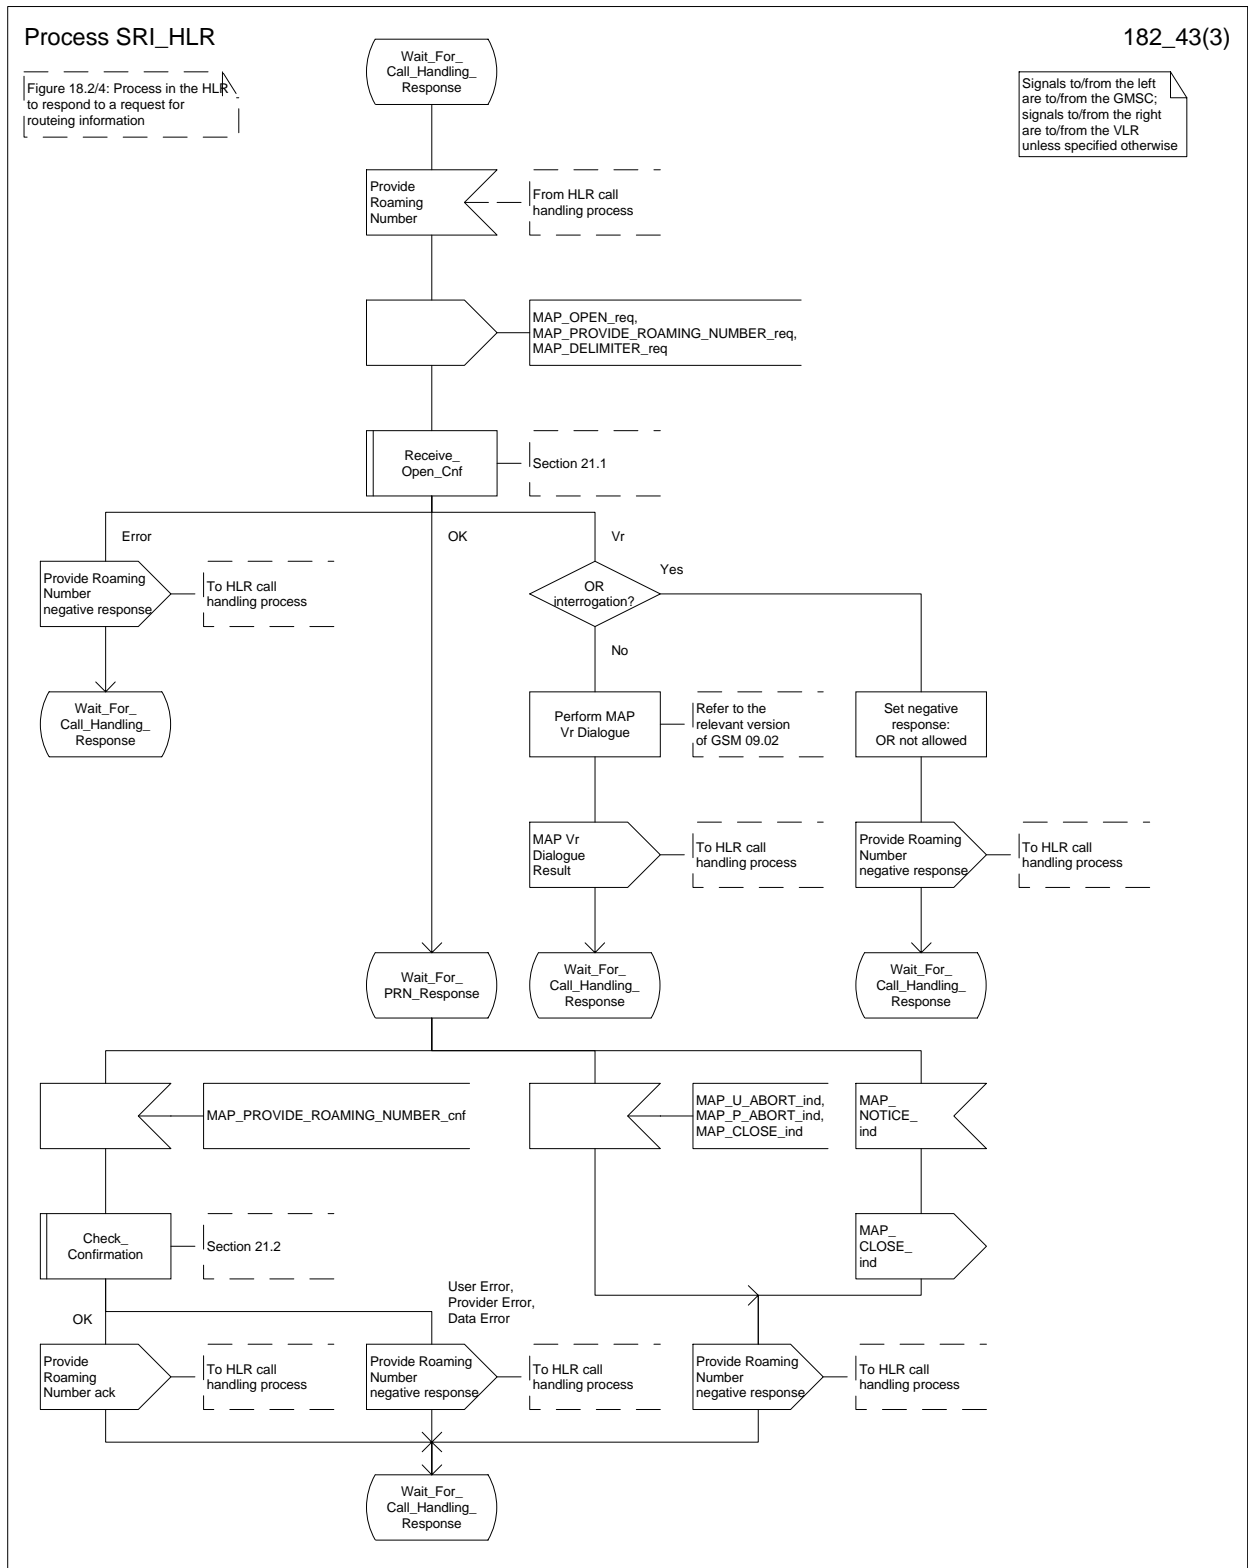 Process SRI_HLR
182_43(3)
Figure 18.2/4: Process in the HLR
to respond to a request for
routeing information
Signals to/from the left
are to/from the GMSC;
signals to/from the right
are to/from the VLR
unless specified otherwise
Wait_For_
Call_Handling_
Response
Provide
Roaming
Number
From HLR call
handling process
MAP_OPEN_req,
MAP_PROVIDE_ROAMING_NUMBER_req,
MAP_DELIMITER_req
Receive_
Open_Cnf
Section 21.1
Error
OK
Vr
Provide Roaming
Number
negative response
To HLR call
handling process
OR
interrogation?
Yes
No
Wait_For_
Call_Handling_
Response
Perform MAP
Vr Dialogue
Refer to the
relevant version
of GSM 09.02
Set negative
response:
OR not allowed
MAP Vr
Dialogue
Result
To HLR call
handling process
Provide Roaming
Number
negative response
To HLR call
handling process
Wait_For_
PRN_Response
Wait_For_
Call_Handling_
Response
Wait_For_
Call_Handling_
Response
MAP_PROVIDE_ROAMING_NUMBER_cnf
MAP_U_ABORT_ind,
MAP_P_ABORT_ind,
MAP_CLOSE_ind
MAP_
NOTICE_
ind
Check_
Confirmation
Section 21.2
MAP_
CLOSE_
ind
OK
User Error,
Provider Error,
Data Error
Provide
Roaming
Number ack
To HLR call
handling process
Provide Roaming
Number
negative response
To HLR call
handling process
Provide Roaming
Number
negative response
To HLR call
handling process
Wait_For_
Call_Handling_
Response